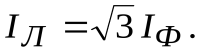 I_Л = √3 I_Ф.